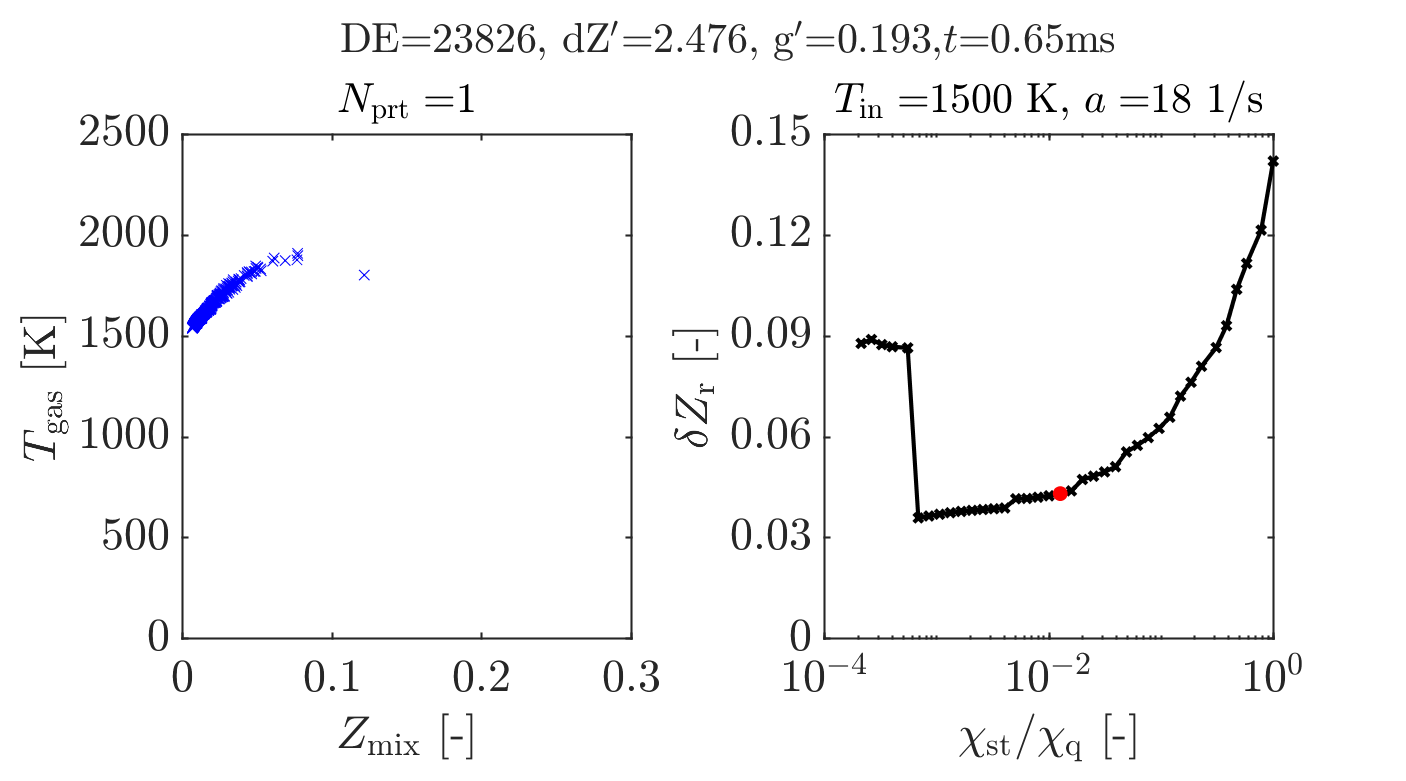 DE=23826, dZ′=2.476, g′=0.193,t=0.65ms
N_prt =1
T_in =1500 K, a =18 1/s
2500
2000
1500
1000
500
0
T_gas [K]
0 0.1 0.2 0.3
Z_mix [-]
0.15
0.12
0.09
0.06
0.03
0
δZ_r [-]
10^−4 10^−2 10^0
χ_st/χ_q [-]